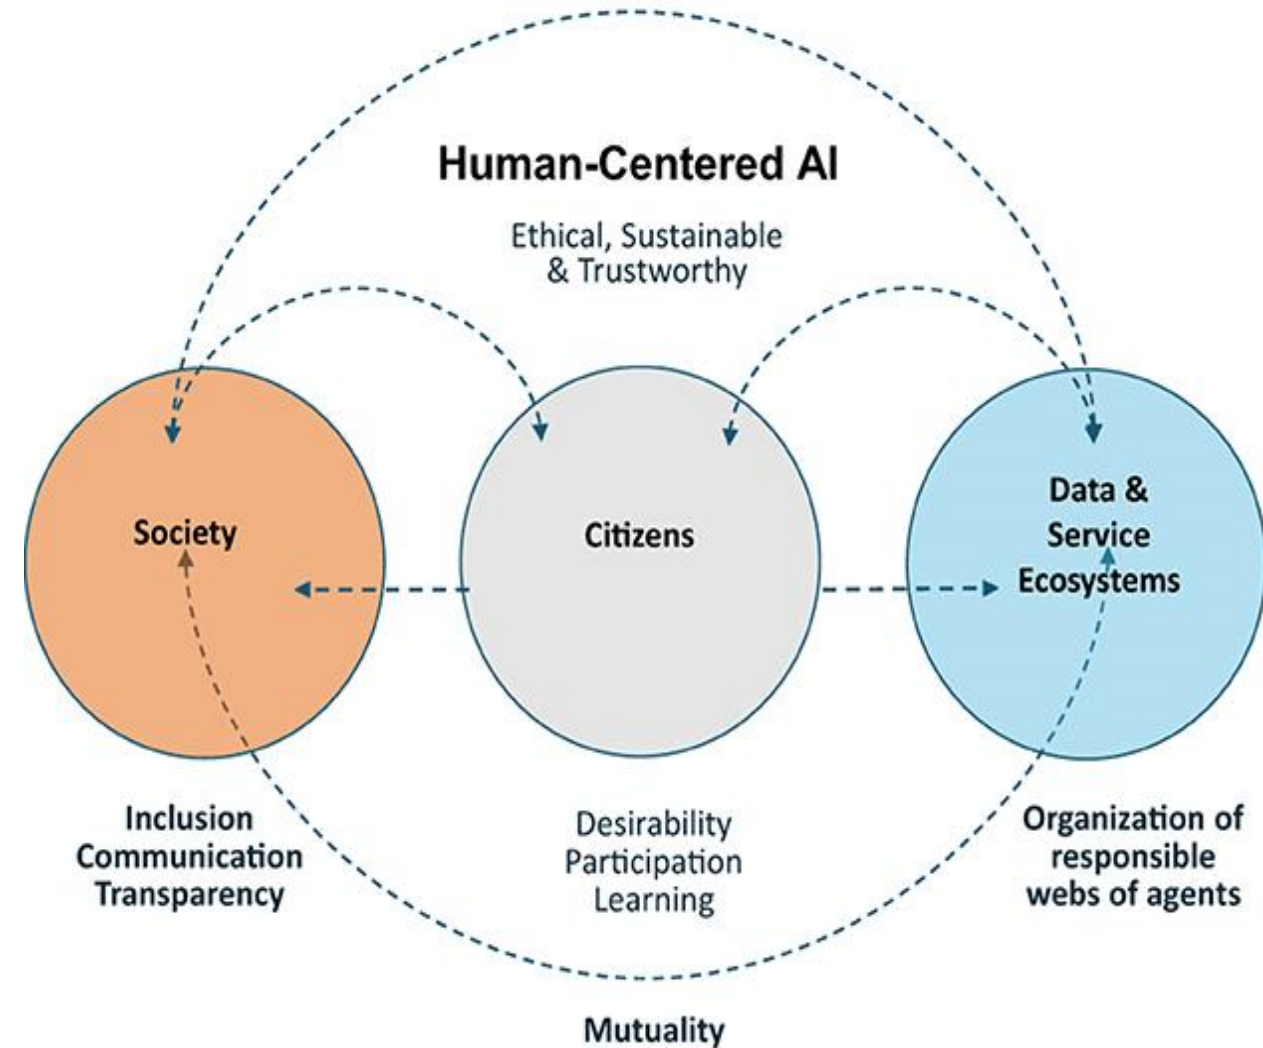 Human-Centered AI
Ethical, Sustainable
& Trustworthy
Society
Citizens
Data &
Service
Ecosystems
Inclusion
Communication
Transparency
Desirability
Participation
Learning
Organization of
responsible
webs of agents
Mutuality